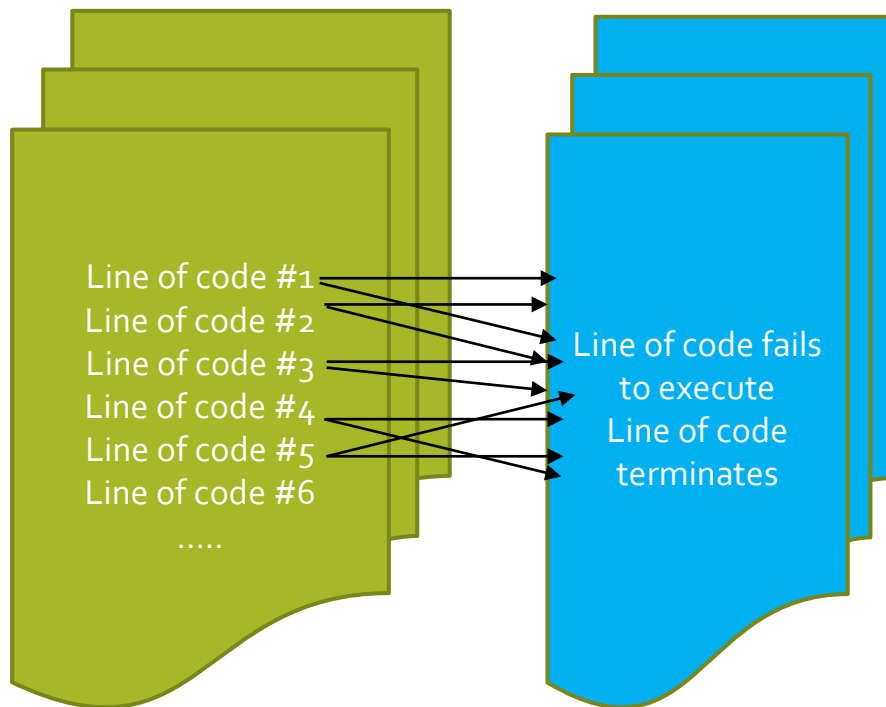 Line of code #1
Line of code #2
Line of code #3
Line of code #4
Line of code #5
Line of code #6
.....
Line of code fails
to execute
Line of code
terminates